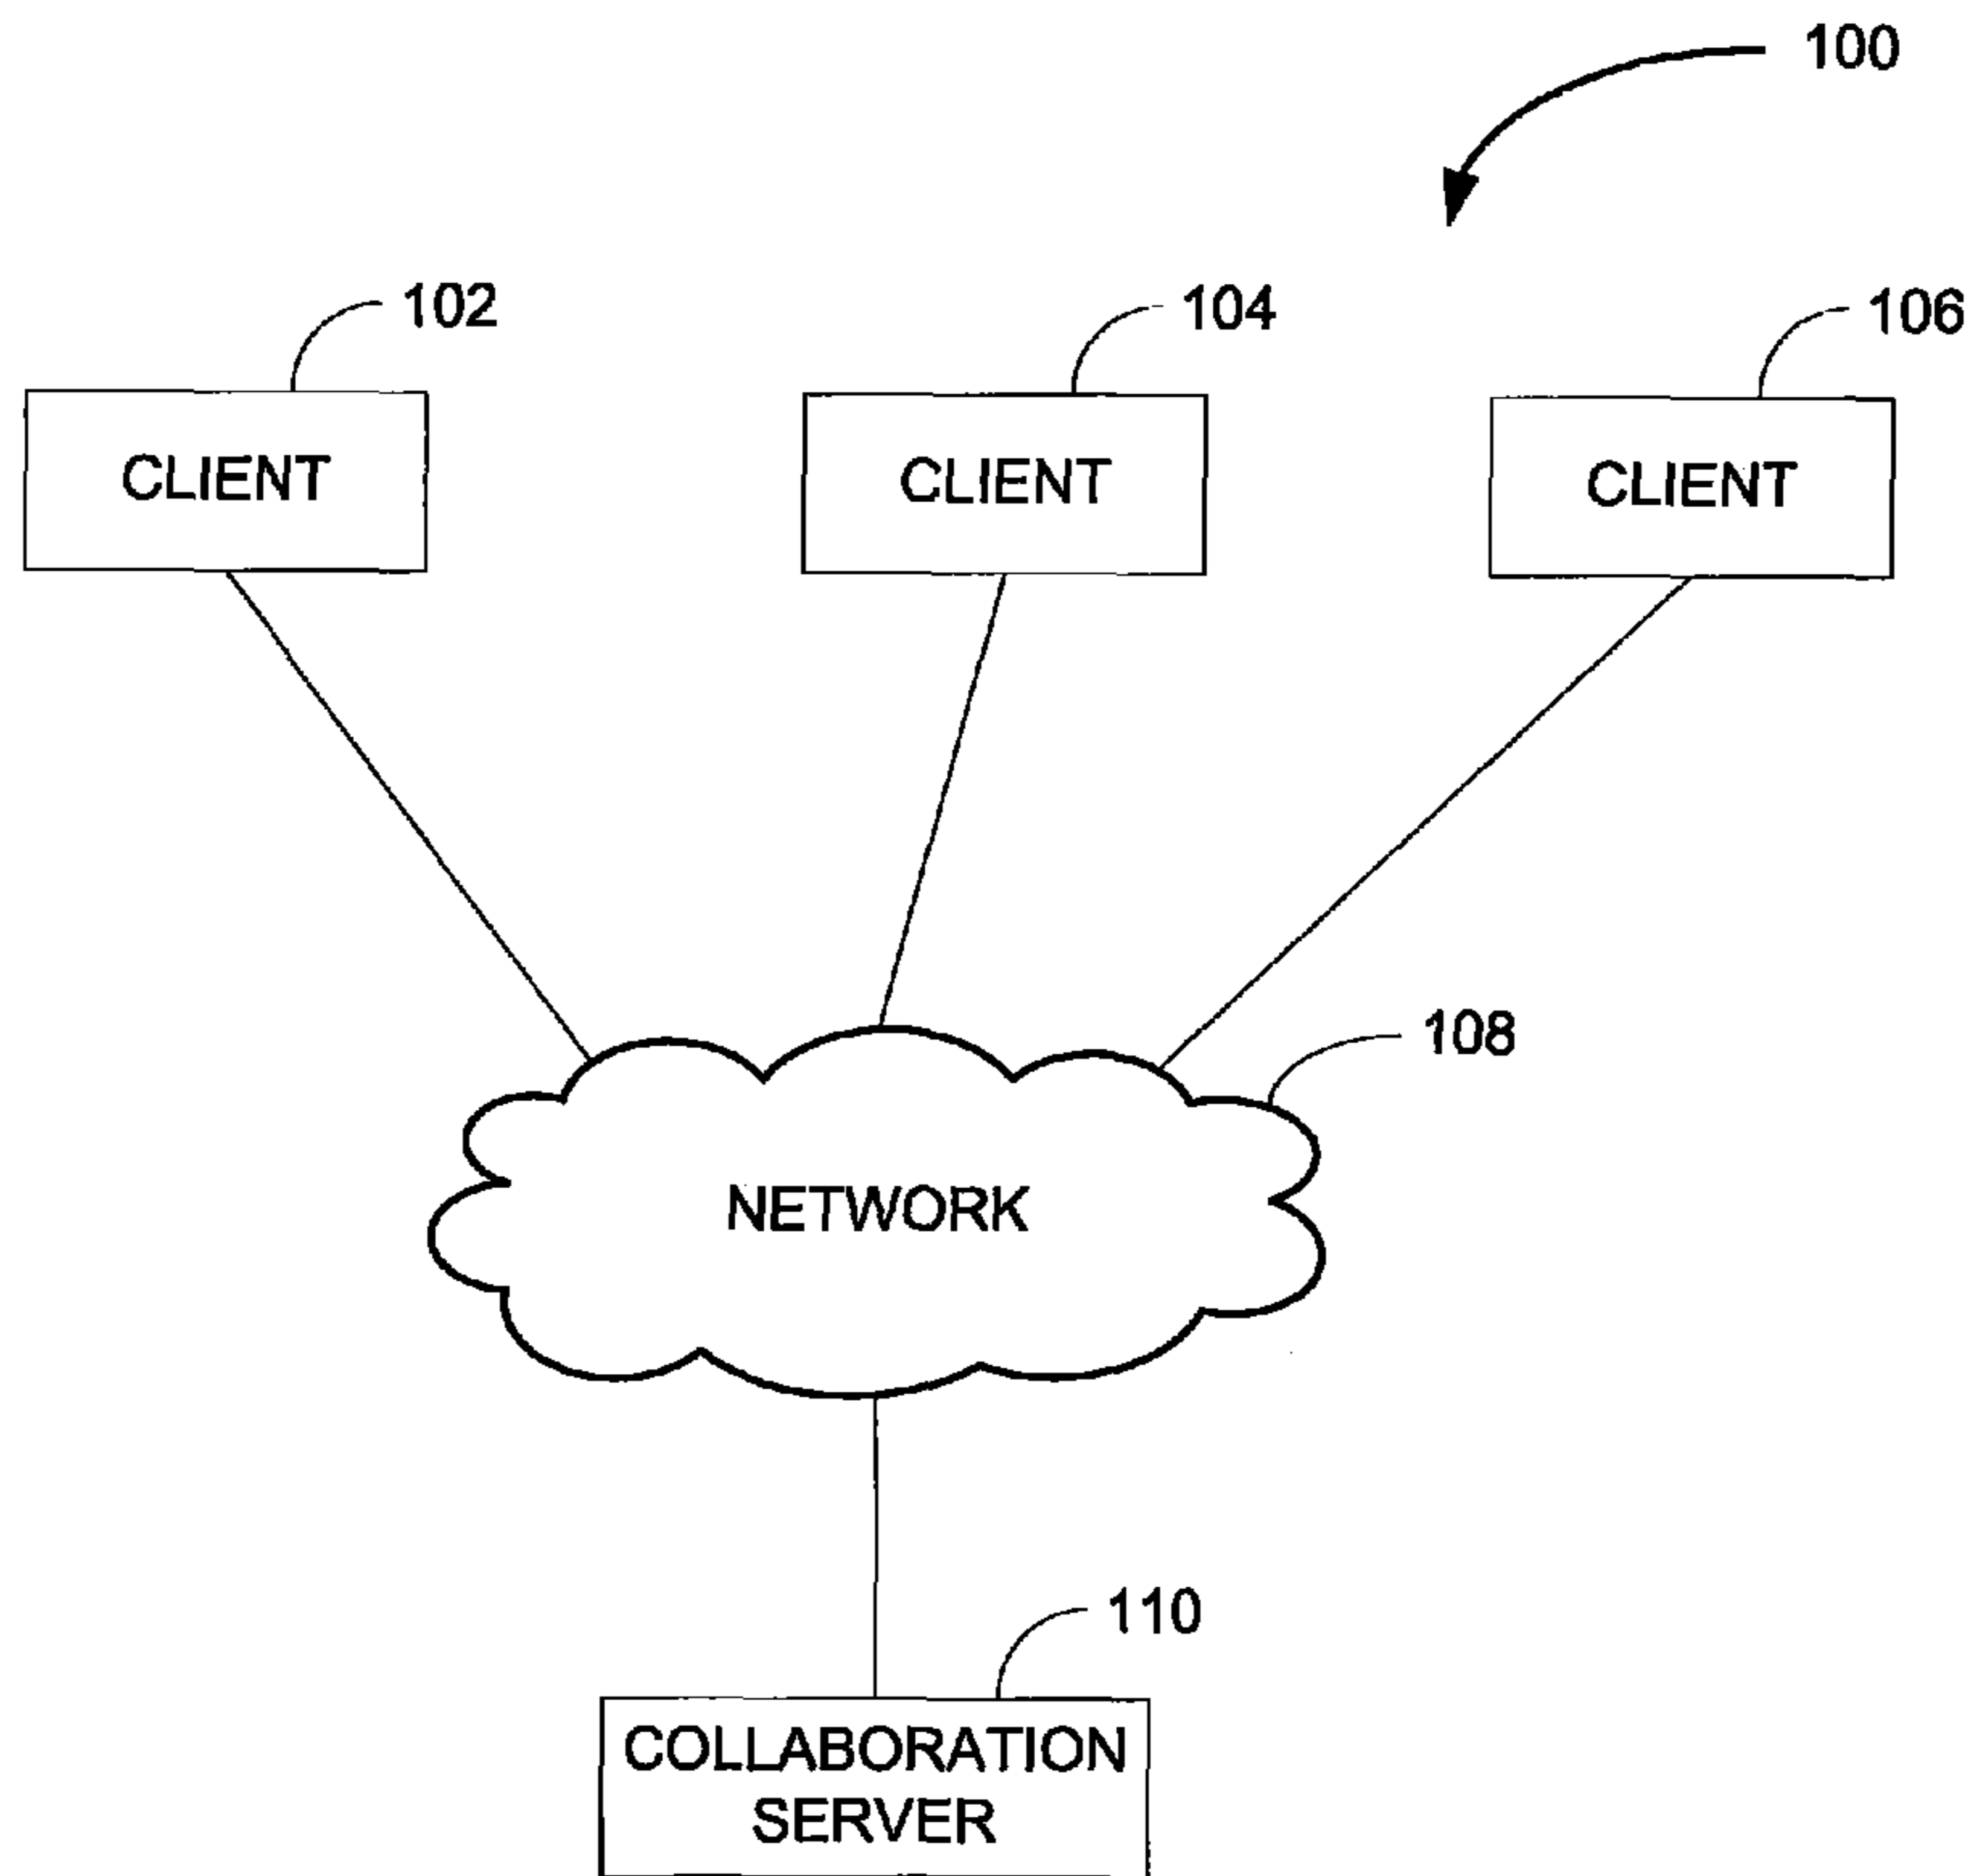 100
102
104
106
CLIENT
CLIENT
CLIENT
108
NETWORK
110
COLLABORATION
SERVER